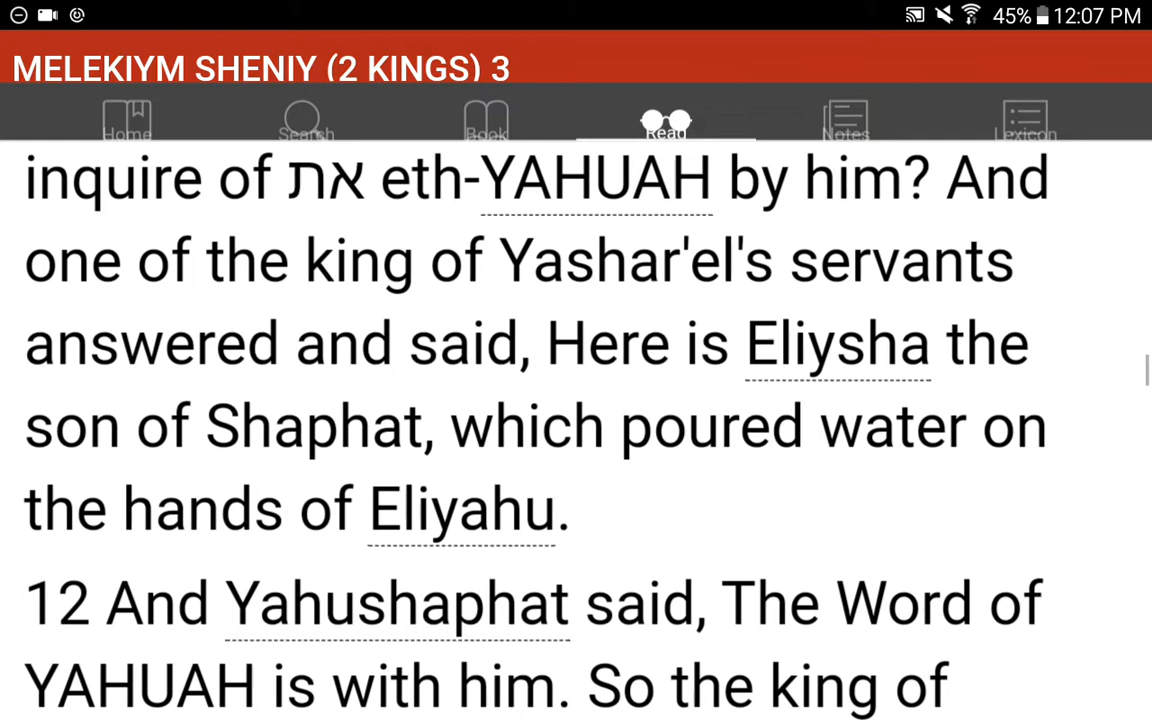 45% 12:07 PM
MELEKIYM SHENIY (2 KINGS) 3
Home Search Book Read Notes Lexicon
inquire of את eth-YAHUAH by him? And
one of the king of Yashar'el's servants
answered and said, Here is Eliysha the
son of Shaphat, which poured water on
the hands of Eliyahu.
12 And Yahushaphat said, The Word of
YAHUAH is with him. So the king of